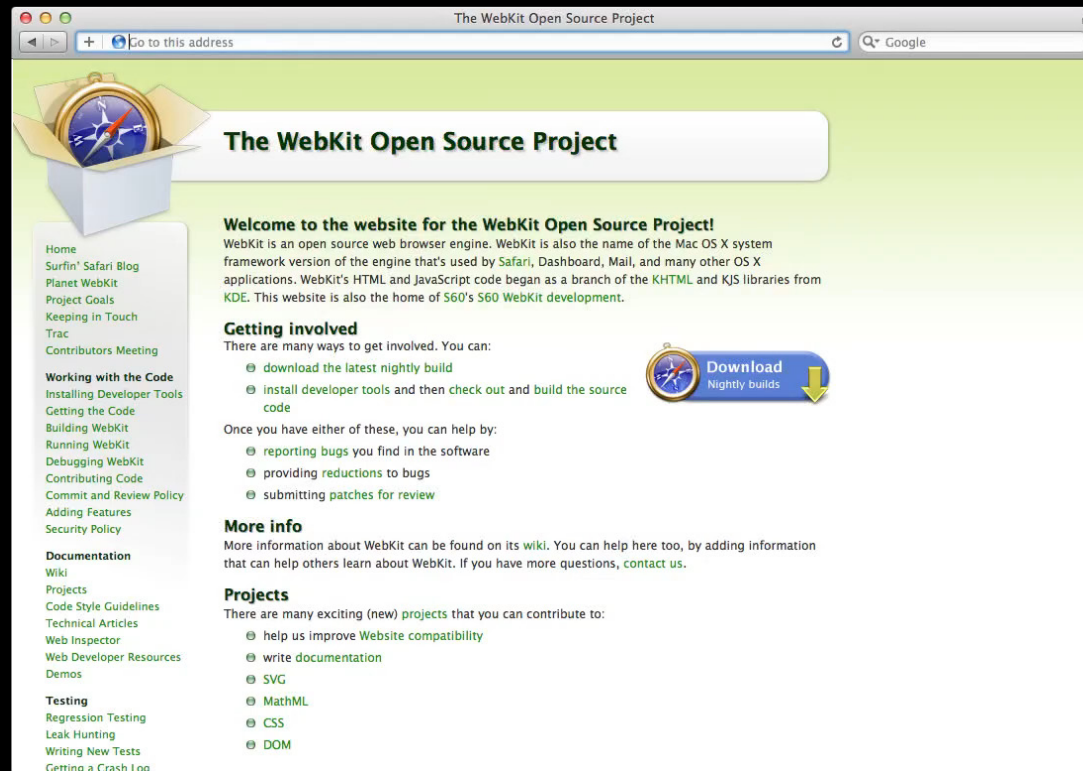 The WebKit Open Source Project
Go to this address
Google
The WebKit Open Source Project
Home
Surfin' Safari Blog
Planet WebKit
Project Goals
Keeping in Touch
Trac
Contributors Meeting
Working with the Code
Installing Developer Tools
Getting the Code
Building WebKit
Running WebKit
Debugging WebKit
Contributing Code
Commit and Review Policy
Adding Features
Security Policy
Documentation
Wiki
Projects
Code Style Guidelines
Technical Articles
Web Inspector
Web Developer Resources
Demos
Testing
Regression Testing
Leak Hunting
Writing New Tests
Getting a Crash Log
Welcome to the website for the WebKit Open Source Project!
WebKit is an open source web browser engine. WebKit is also the name of the Mac OS X system
framework version of the engine that's used by Safari, Dashboard, Mail, and many other OS X
applications. WebKit's HTML and JavaScript code began as a branch of the KHTML and KJS libraries from
KDE. This website is also the home of S60's S60 WebKit development.
Getting involved
There are many ways to get involved. You can:
download the latest nightly build
install developer tools and then check out and build the source
code
Download
Nightly builds
Once you have either of these, you can help by:
reporting bugs you find in the software
providing reductions to bugs
submitting patches for review
More info
More information about WebKit can be found on its wiki. You can help here too, by adding information
that can help others learn about WebKit. If you have more questions, contact us.
Projects
There are many exciting (new) projects that you can contribute to:
help us improve Website compatibility
write documentation
SVG
MathML
CSS
DOM